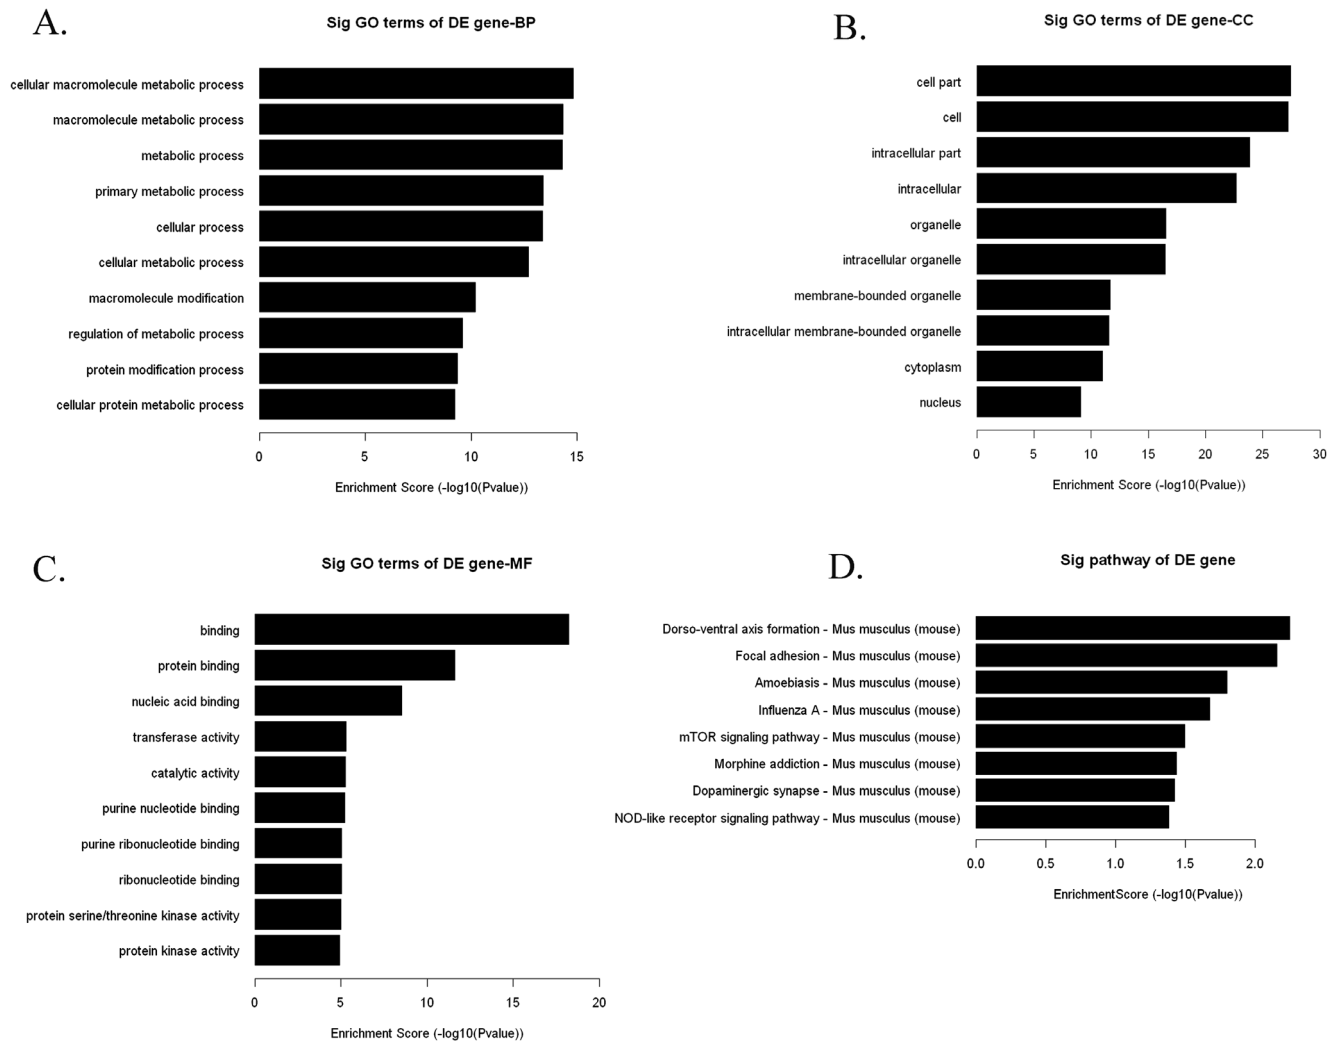 A.
Sig GO terms of DE gene-BP
cellular macromolecule metabolic process
macromolecule metabolic process
metabolic process
primary metabolic process
cellular process
cellular metabolic process
macromolecule modification
regulation of metabolic process
protein modification process
cellular protein metabolic process
0 5 10 15
Enrichment Score (-log10(Pvalue))
B.
Sig GO terms of DE gene-CC
cell part
cell
intracellular part
intracellular
organelle
intracellular organelle
membrane-bounded organelle
intracellular membrane-bounded organelle
cytoplasm
nucleus
0 5 10 15 20 25 30
Enrichment Score (-log10(Pvalue))
C.
Sig GO terms of DE gene-MF
binding
protein binding
nucleic acid binding
transferase activity
catalytic activity
purine nucleotide binding
purine ribonucleotide binding
ribonucleotide binding
protein serine/threonine kinase activity
protein kinase activity
0 5 10 15 20
Enrichment Score (-log10(Pvalue))
D.
Sig pathway of DE gene
Dorso-ventral axis formation - Mus musculus (mouse)
Focal adhesion - Mus musculus (mouse)
Amoebiasis - Mus musculus (mouse)
Influenza A - Mus musculus (mouse)
mTOR signaling pathway - Mus musculus (mouse)
Morphine addiction - Mus musculus (mouse)
Dopaminergic synapse - Mus musculus (mouse)
NOD-like receptor signaling pathway - Mus musculus (mouse)
0.0 0.5 1.0 1.5 2.0
EnrichmentScore (-log10(Pvalue))